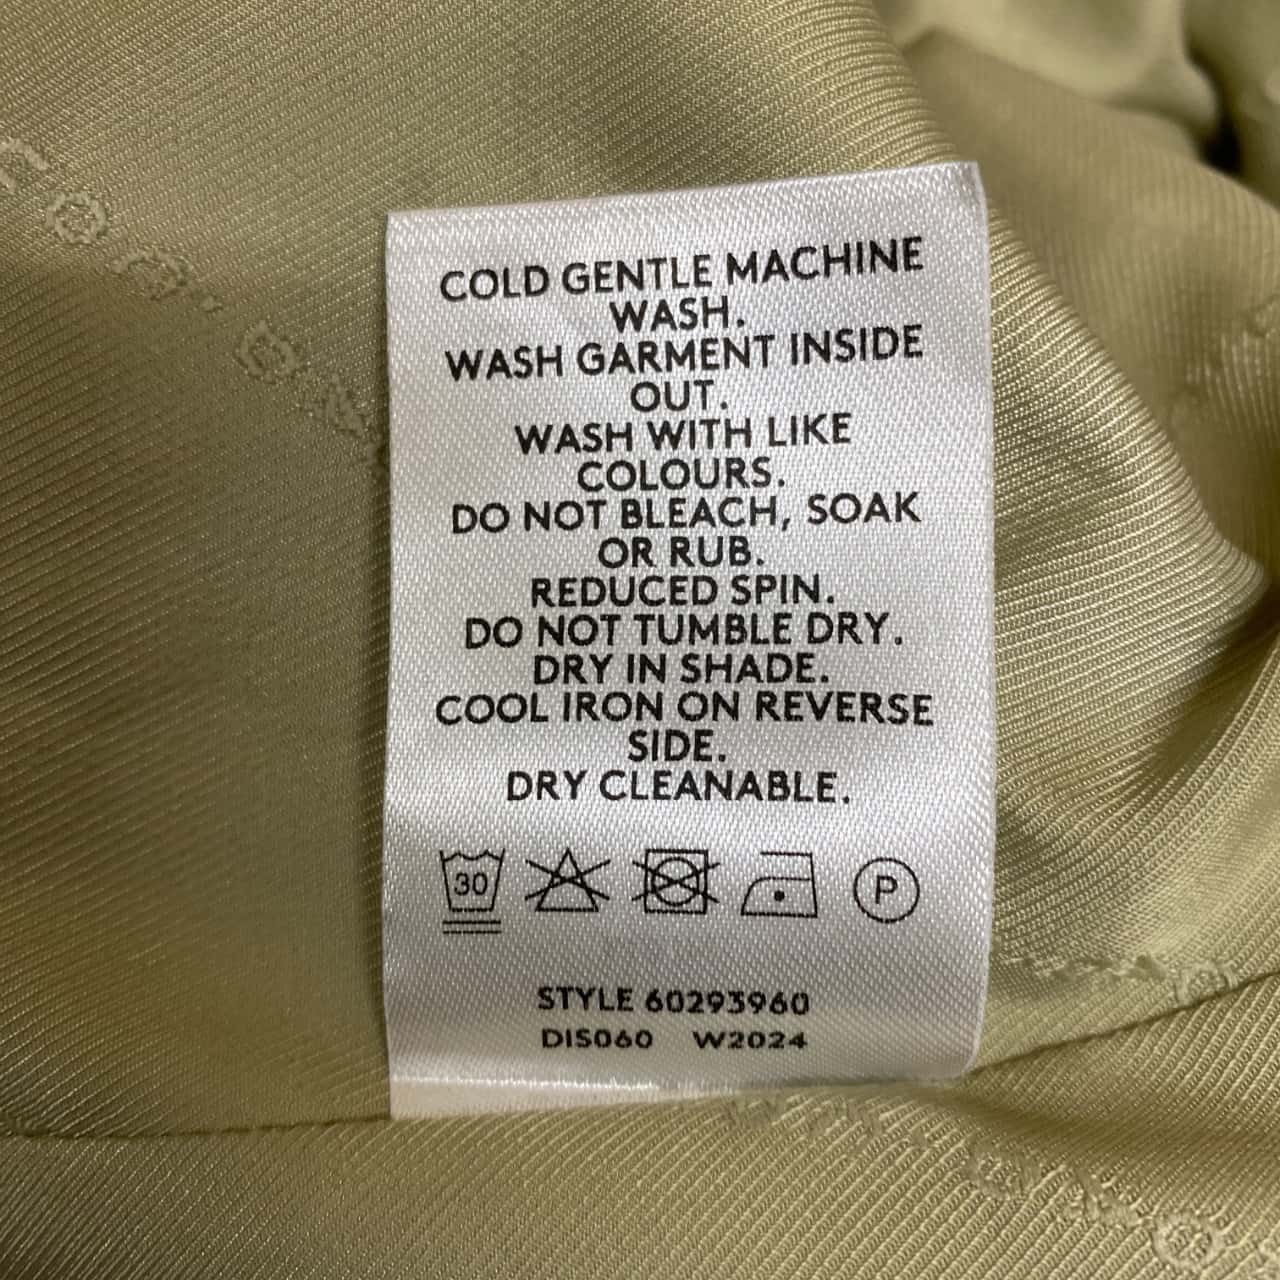 COLD GENTLE MACHINE
WASH.
WASH GARMENT INSIDE
OUT.
WASH WITH LIKE
COLOURS.
DO NOT BLEACH, SOAK
OR RUB.
REDUCED SPIN.
DO NOT TUMBLE DRY.
DRY IN SHADE.
COOL IRON ON REVERSE
SIDE.
DRY CLEANABLE.
30 P
STYLE 60293960
DIS060 W2024